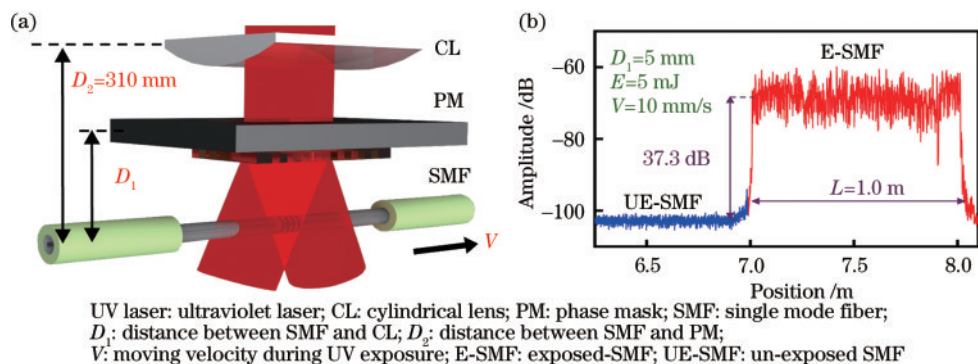 (a)
CL
D₂=310 mm
PM
D₁
SMF
V
(b)
E-SMF
D₁=5 mm
E=5 mJ
V=10 mm/s
37.3 dB
L=1.0 m
UE-SMF
Amplitude /dB
−60
−80
−100
6.5 7.0 7.5 8.0
Position /m
UV laser: ultraviolet laser; CL: cylindrical lens; PM: phase mask; SMF: single mode fiber;
D₁: distance between SMF and CL; D₂: distance between SMF and PM;
V: moving velocity during UV exposure; E-SMF: exposed-SMF; UE-SMF: un-exposed SMF